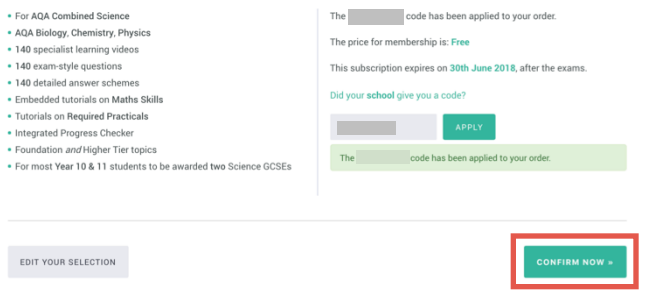 For AQA Combined Science
AQA Biology, Chemistry, Physics
140 specialist learning videos
140 exam-style questions
140 detailed answer schemes
Embedded tutorials on Maths Skills
Tutorials on Required Practicals
Integrated Progress Checker
Foundation and Higher Tier topics
For most Year 10 & 11 students to be awarded two Science GCSEs
The code has been applied to your order.
The price for membership is: Free
This subscription expires on 30th June 2018, after the exams.
Did your school give you a code?
APPLY
The code has been applied to your order.
EDIT YOUR SELECTION
CONFIRM NOW »